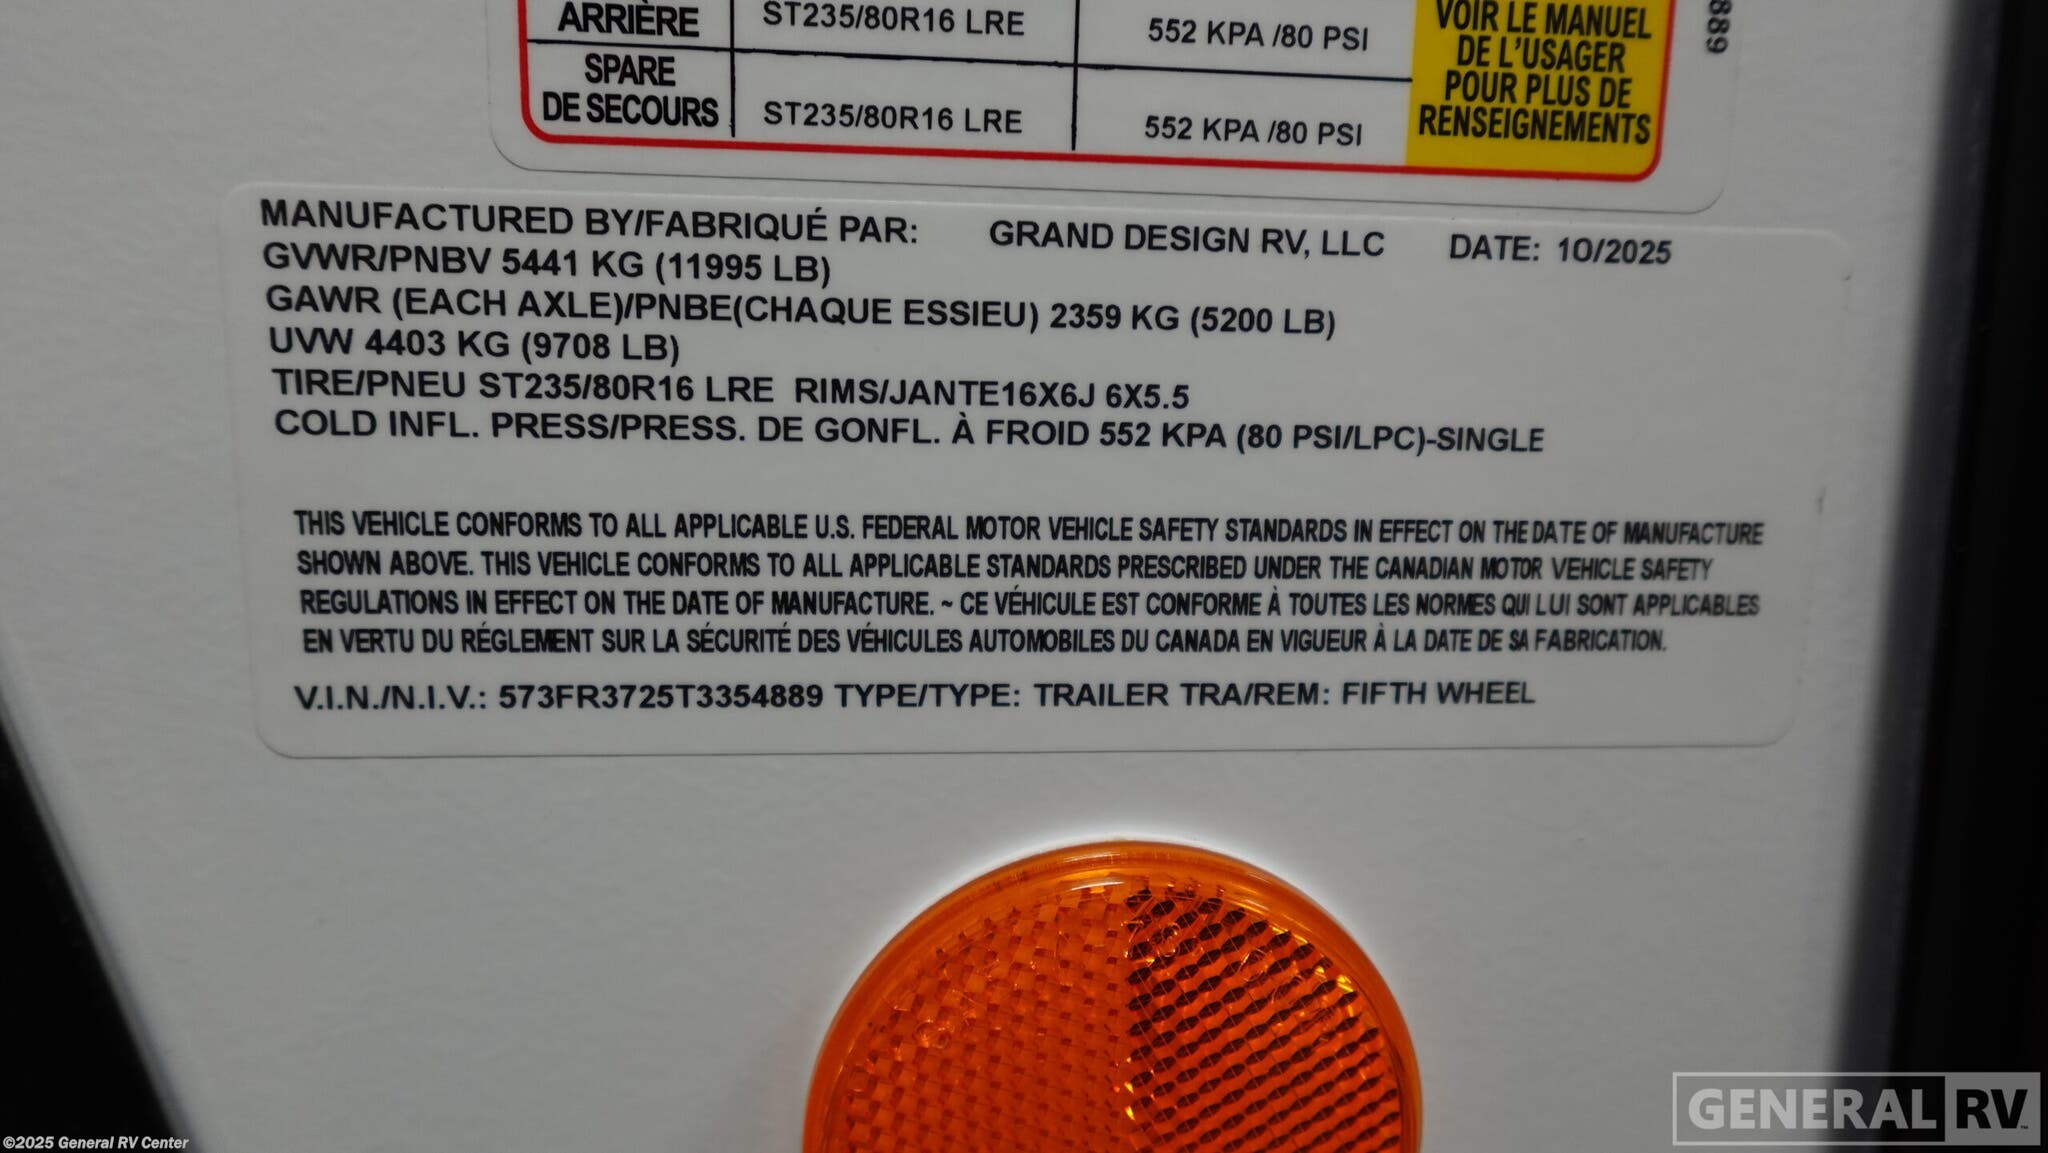 ARRIÈRE ST235/80R16 LRE 552 KPA /80 PSI
SPARE
DE SECOURS ST235/80R16 LRE 552 KPA /80 PSI
VOIR LE MANUEL
DE L'USAGER
POUR PLUS DE
RENSEIGNEMENTS
889
MANUFACTURED BY/FABRIQUÉ PAR: GRAND DESIGN RV, LLC DATE: 10/2025
GVWR/PNBV 5441 KG (11995 LB)
GAWR (EACH AXLE)/PNBE(CHAQUE ESSIEU) 2359 KG (5200 LB)
UVW 4403 KG (9708 LB)
TIRE/PNEU ST235/80R16 LRE RIMS/JANTE16X6J 6X5.5
COLD INFL. PRESS/PRESS. DE GONFL. À FROID 552 KPA (80 PSI/LPC)-SINGLE
THIS VEHICLE CONFORMS TO ALL APPLICABLE U.S. FEDERAL MOTOR VEHICLE SAFETY STANDARDS IN EFFECT ON THE DATE OF MANUFACTURE
SHOWN ABOVE. THIS VEHICLE CONFORMS TO ALL APPLICABLE STANDARDS PRESCRIBED UNDER THE CANADIAN MOTOR VEHICLE SAFETY
REGULATIONS IN EFFECT ON THE DATE OF MANUFACTURE. ~ CE VÉHICULE EST CONFORME À TOUTES LES NORMES QUI LUI SONT APPLICABLES
EN VERTU DU RÉGLEMENT SUR LA SÉCURITÉ DES VÉHICULES AUTOMOBILES DU CANADA EN VIGUEUR À LA DATE DE SA FABRICATION.
V.I.N./N.I.V.: 573FR3725T3354889 TYPE/TYPE: TRAILER TRA/REM: FIFTH WHEEL
GENERAL RV
©2025 General RV Center